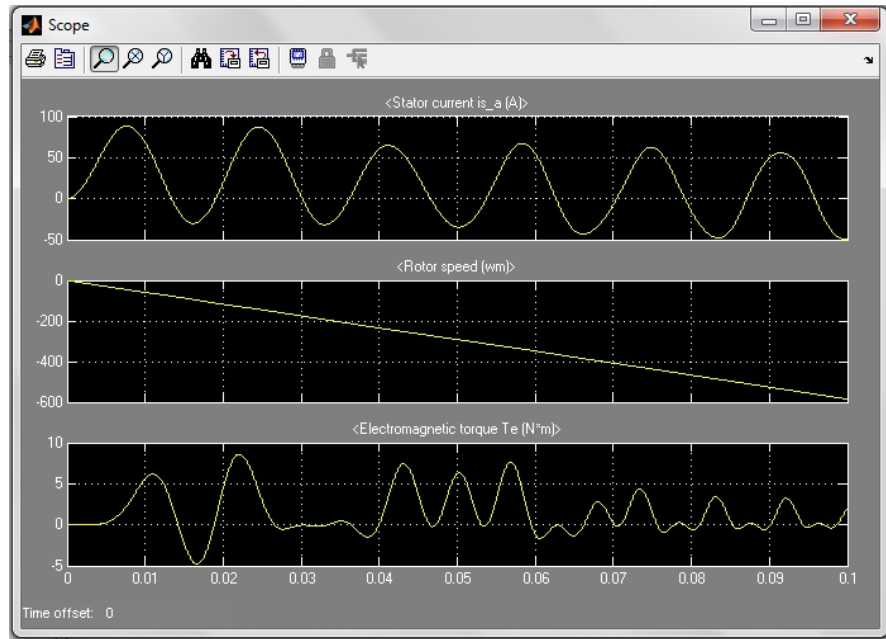 Scope
<Stator current is_a (A)>
100
50
0
-50
<Rotor speed (wm)>
0
-200
-400
-600
<Electromagnetic torque Te (N*m)>
10
5
0
-5
0 0.01 0.02 0.03 0.04 0.05 0.06 0.07 0.08 0.09 0.1
Time offset: 0